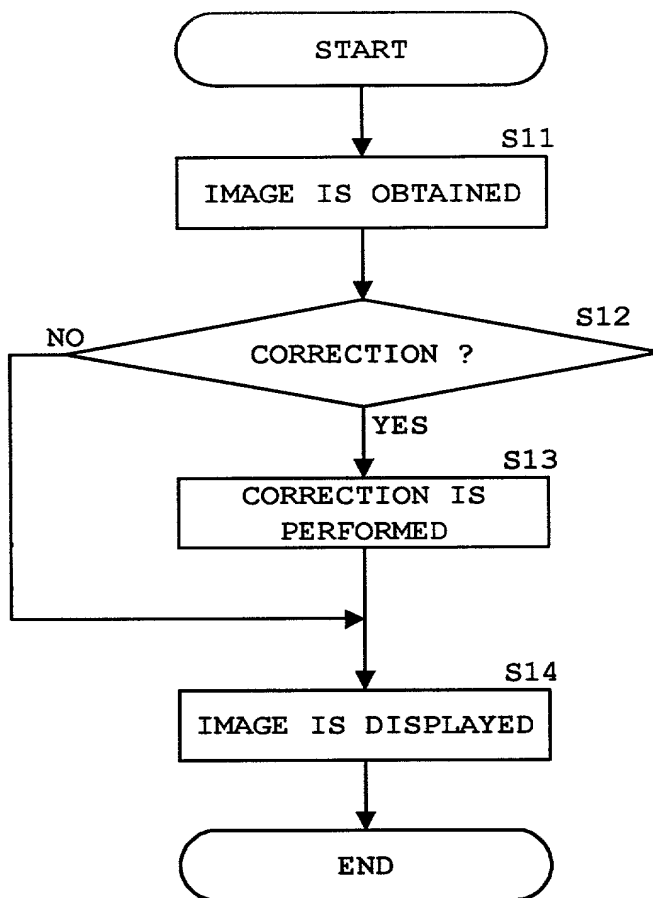 START
S11
IMAGE IS OBTAINED
S12
NO
CORRECTION ?
YES
S13
CORRECTION IS
PERFORMED
S14
IMAGE IS DISPLAYED
END